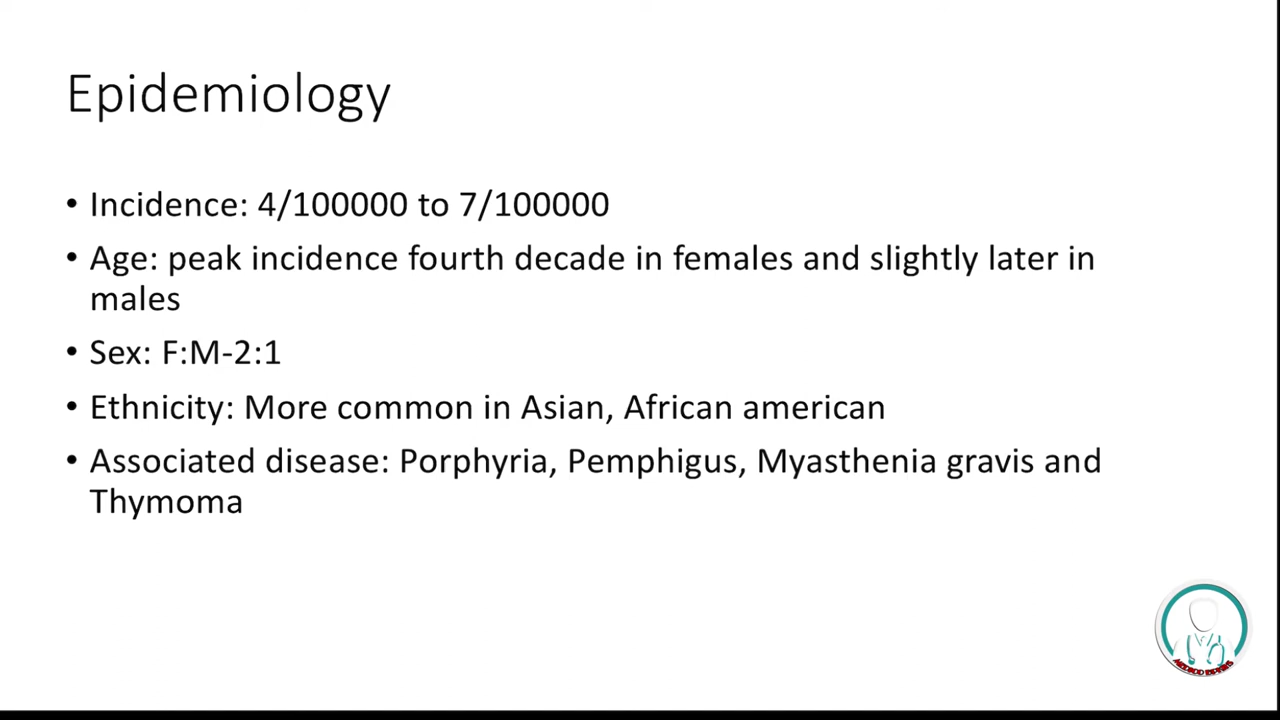 Epidemiology
• Incidence: 4/100000 to 7/100000
• Age: peak incidence fourth decade in females and slightly later in
males
• Sex: F:M-2:1
• Ethnicity: More common in Asian, African american
• Associated disease: Porphyria, Pemphigus, Myasthenia gravis and
Thymoma